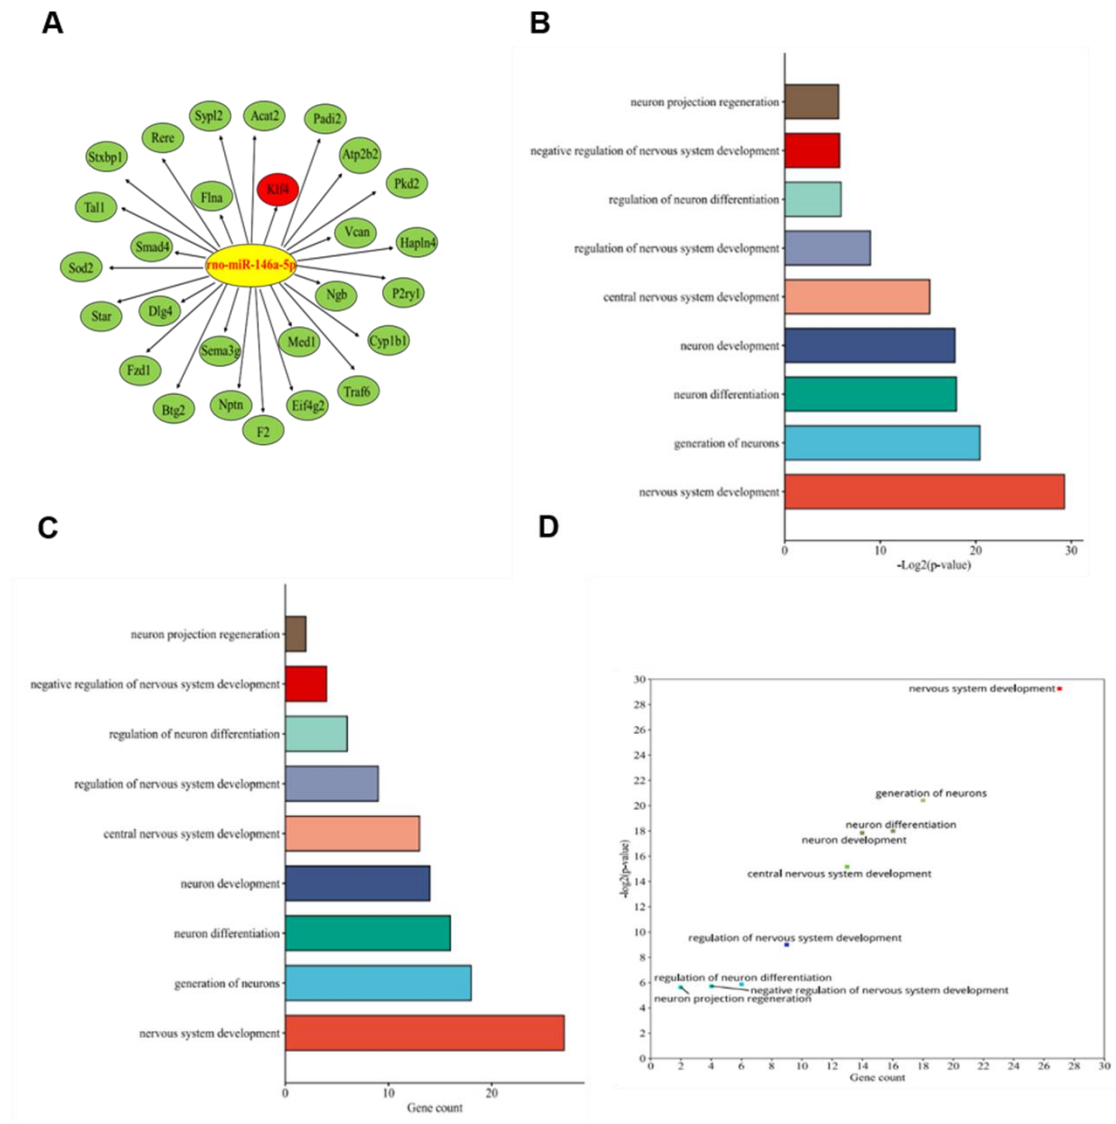 A
B
Sypl2
Acat2
Padi2
Rere
Stxbp1
Atp2b2
Klf4
Pkd2
Flna
Tal1
Vcan
Smad4
Hapln4
Sod2
rno-miR-146a-5p
Ngb
P2ry1
Star
Dlg4
Sema3g
Med1
Cyp1b1
Fzd1
Traf6
Btg2
Nptn
Eif4g2
F2
neuron projection regeneration
negative regulation of nervous system development
regulation of neuron differentiation
regulation of nervous system development
central nervous system development
neuron development
neuron differentiation
generation of neurons
nervous system development
0 10 20 30
-Log2(p-value)
C
D
neuron projection regeneration
negative regulation of nervous system development
regulation of neuron differentiation
regulation of nervous system development
central nervous system development
neuron development
neuron differentiation
generation of neurons
nervous system development
0 10 20
Gene count
30
28
26
24
22
20
18
16
14
12
10
8
6
4
2
0
-log2(p-value)
nervous system development
generation of neurons
neuron differentiation
neuron development
central nervous system development
regulation of nervous system development
regulation of neuron differentiation
negative regulation of nervous system development
neuron projection regeneration
0 2 4 6 8 10 12 14 16 18 20 22 24 26 28 30
Gene count